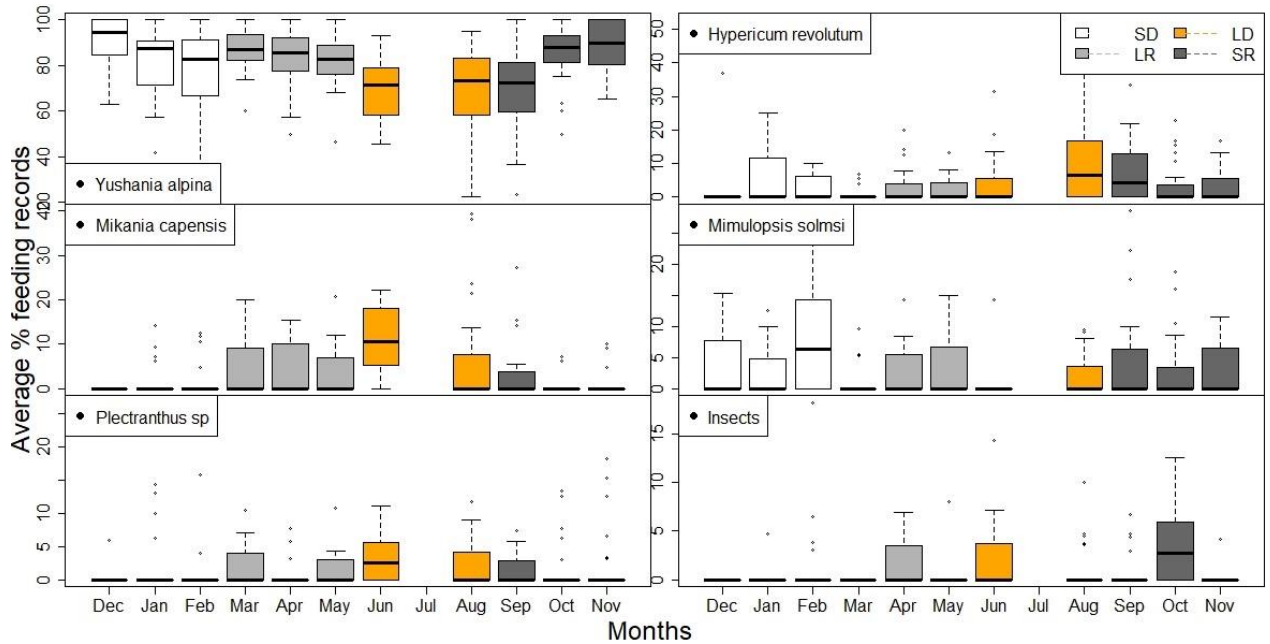 Average % feeding records
100
80
60
40
20
Yushania alpina
50
40
30
20
10
0
Hypericum revolutum
SD
LD
LR
SR
40
30
20
10
0
Mikania capensis
20
10
5
0
Mimulopsis solmsi
20
10
5
0
Plectranthus sp
15
10
5
0
Insects
Dec Jan Feb Mar Apr May Jun Jul Aug Sep Oct Nov
Dec Jan Feb Mar Apr May Jun Jul Aug Sep Oct Nov
Months